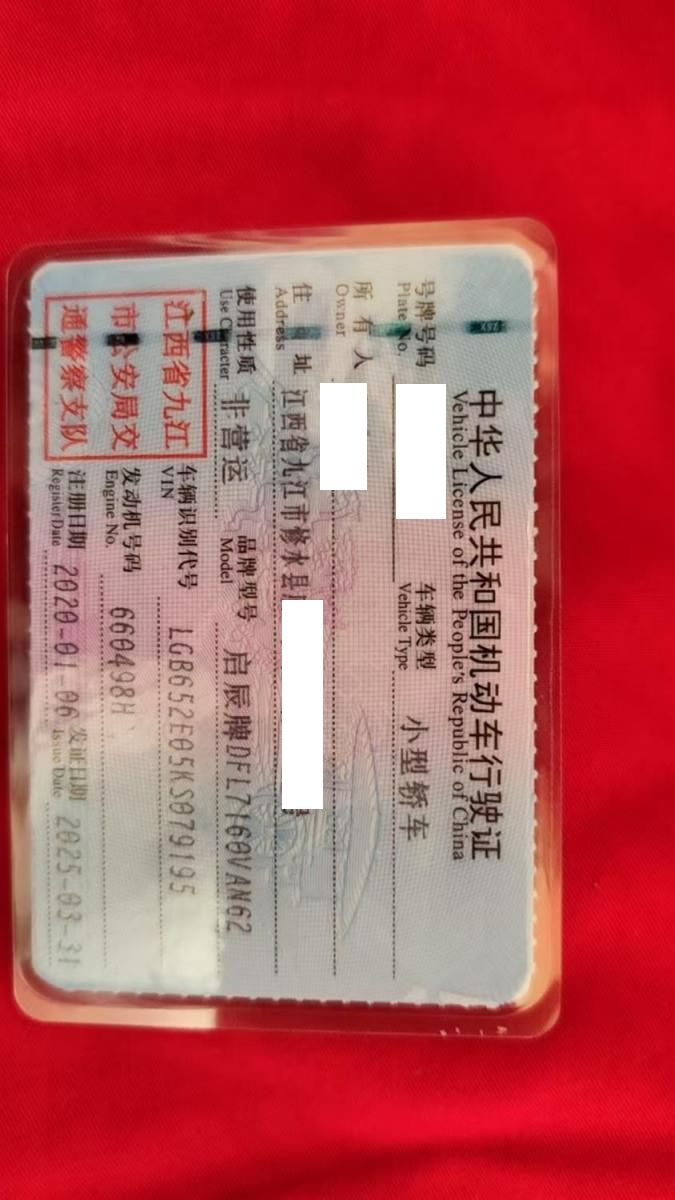 中华人民共和国机动车行驶证
Vehicle License of the People's Republic of China
号牌号码 车辆类型 小型轿车
Plate No. Vehicle Type
所有人
Owner
住址 江西省九江市修水县
Address
使用性质 非营运 品牌型号 启辰牌DFL7160VAN62
Use Character Model
江西省九江
市公安局交
通警察支队
车辆识别代号 LGB652E05KS079195
VIN
发动机号码 660498H
Engine No.
注册日期 2020-01-06 发证日期 2025-03-31
Register Date Issue Date